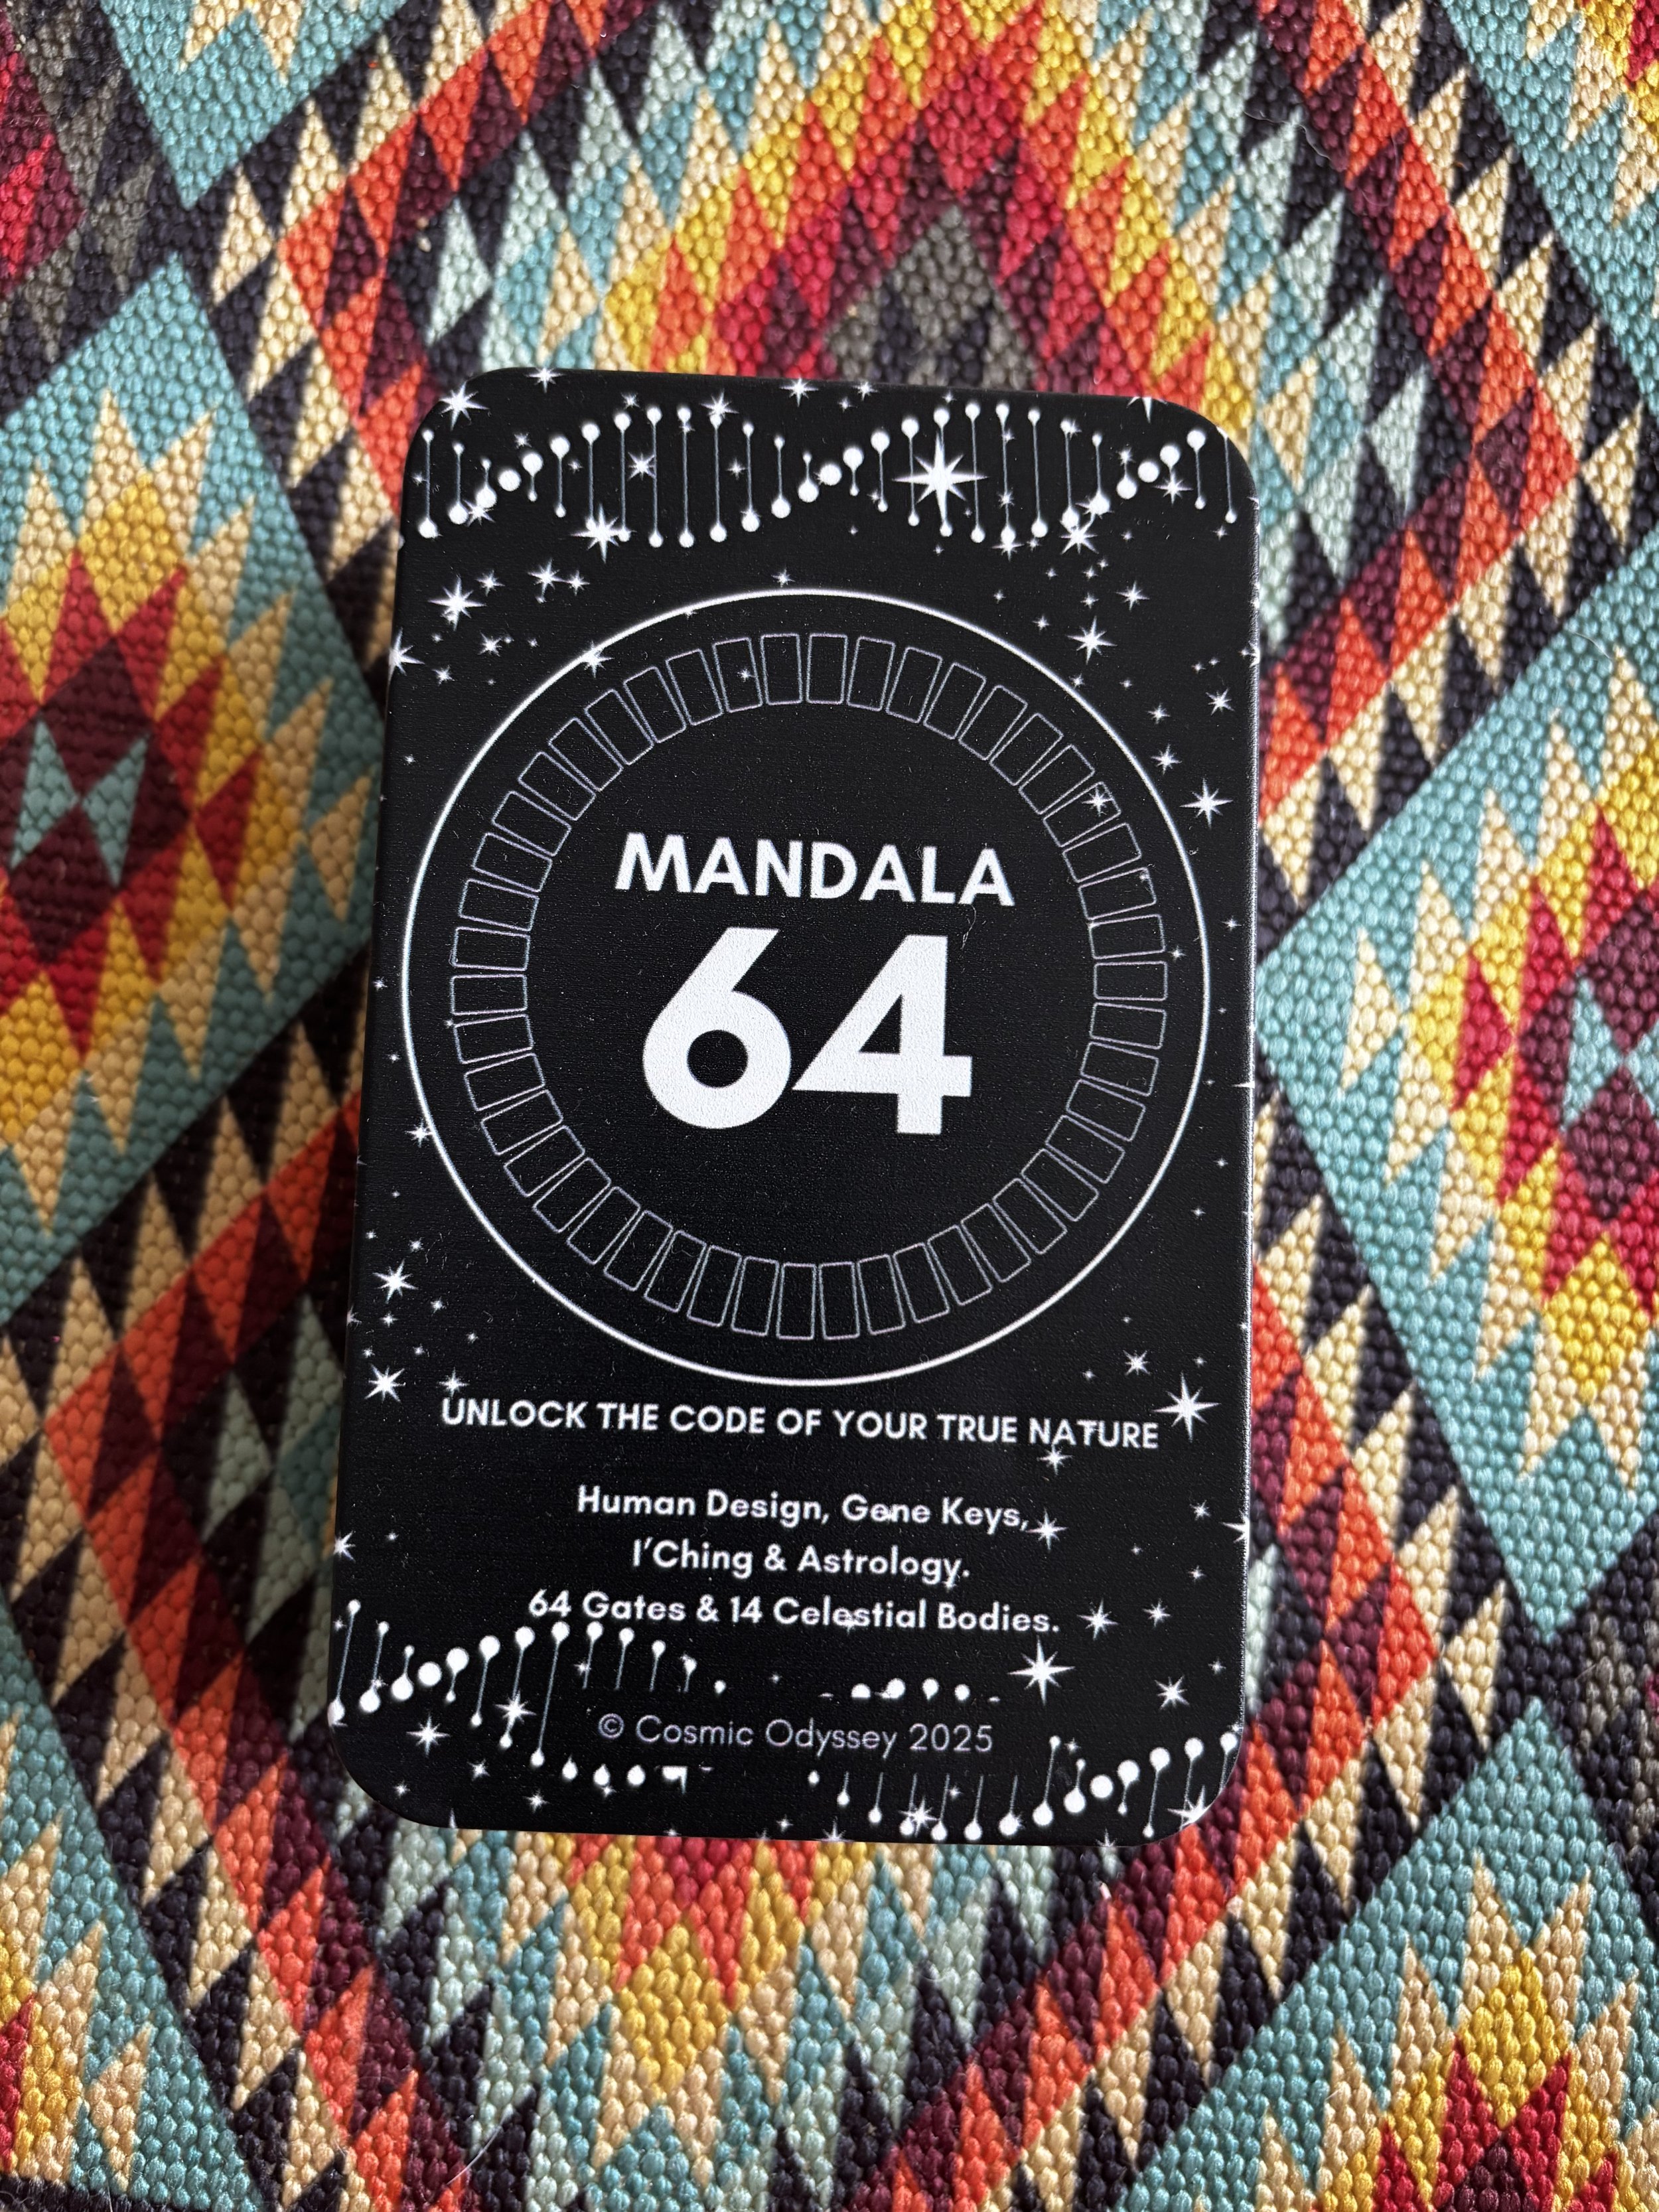 MANDALA
64
UNLOCK THE CODE OF YOUR TRUE NATURE
Human Design, Gene Keys,
I'Ching & Astrology.
64 Gates & 14 Celestial Bodies.
© Cosmic Odyssey 2025